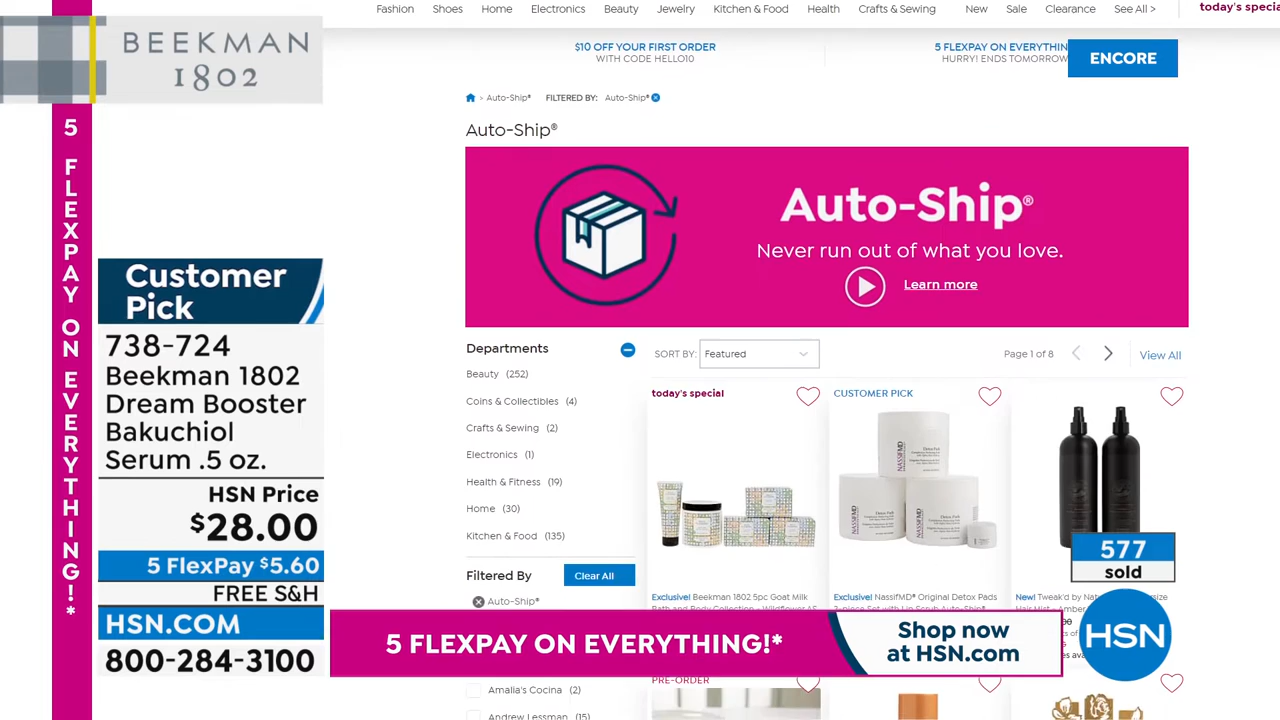 BEEKMAN
1802
5 FLEXPAY ON EVERYTHING!*
Customer
Pick
738-724
Beekman 1802
Dream Booster
Bakuchiol
Serum .5 oz.
HSN Price
$28.00
5 FlexPay $5.60
FREE S&H
HSN.COM
800-284-3100
Fashion Shoes Home Electronics Beauty Jewelry Kitchen & Food Health Crafts & Sewing New Sale Clearance See All > today's
$10 OFF YOUR FIRST ORDER
WITH CODE HELLO10
5 FLEXPAY ON EVERYTHIN
HURRY! ENDS TOMORROW
ENCORE
> Auto-Ship® FILTERED BY: Auto-Ship®
Auto-Ship®
Auto-Ship®
Never run out of what you love.
Learn more
Departments
Beauty (252)
Coins & Collectibles (4)
Crafts & Sewing (2)
Electronics (1)
Health & Fitness (19)
Home (30)
Kitchen & Food (135)
Filtered By Clear All
Auto-Ship®
SORT BY: Featured
Page 1 of 8 View All
today's special
CUSTOMER PICK
NASSIFMD
Exclusive! Beekman 1802 5pc Goat Milk
Exclusive! NassifMD® Original Detox Pads
New! Tweak'd by
577
sold
5 FLEXPAY ON EVERYTHING!*
Shop now
at HSN.com
HSN
Amalia's Cocina (2)
Andrew Lessman (15)
PRE-ORDER